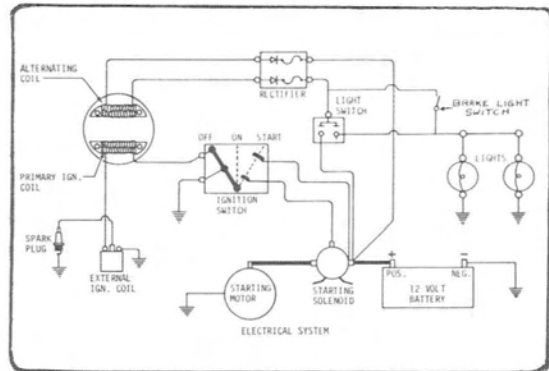 ALTERNATING
COIL
RECTIFIER
LIGHT
SWITCH
BRAKE LIGHT
SWITCH
OFF ON START
PRIMARY IGN.
COIL
LIGHTS
IGNITION
SWITCH
SPARK
PLUG
EXTERNAL
IGN. COIL
STARTING
MOTOR
STARTING
SOLENOID
+ −
POS. NEG.
12 VOLT
BATTERY
ELECTRICAL SYSTEM